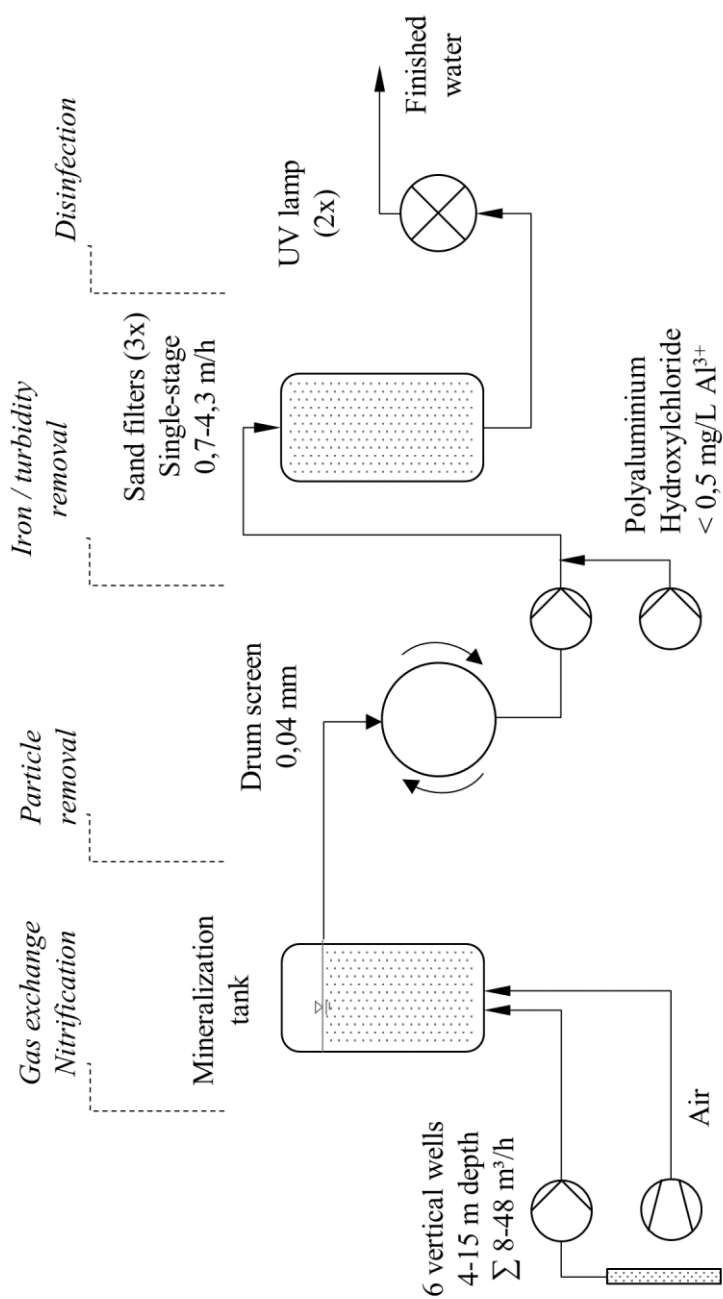 Gas exchange
Nitrification
Particle
removal
Iron / turbidity
removal
Disinfection
6 vertical wells
4-15 m depth
∑ 8-48 m³/h
Air
Mineralization
tank
Drum screen
0,04 mm
Polyaluminium
Hydroxylchloride
< 0,5 mg/L Al³⁺
Sand filters (3x)
Single-stage
0,7-4,3 m/h
UV lamp
(2x)
Finished
water